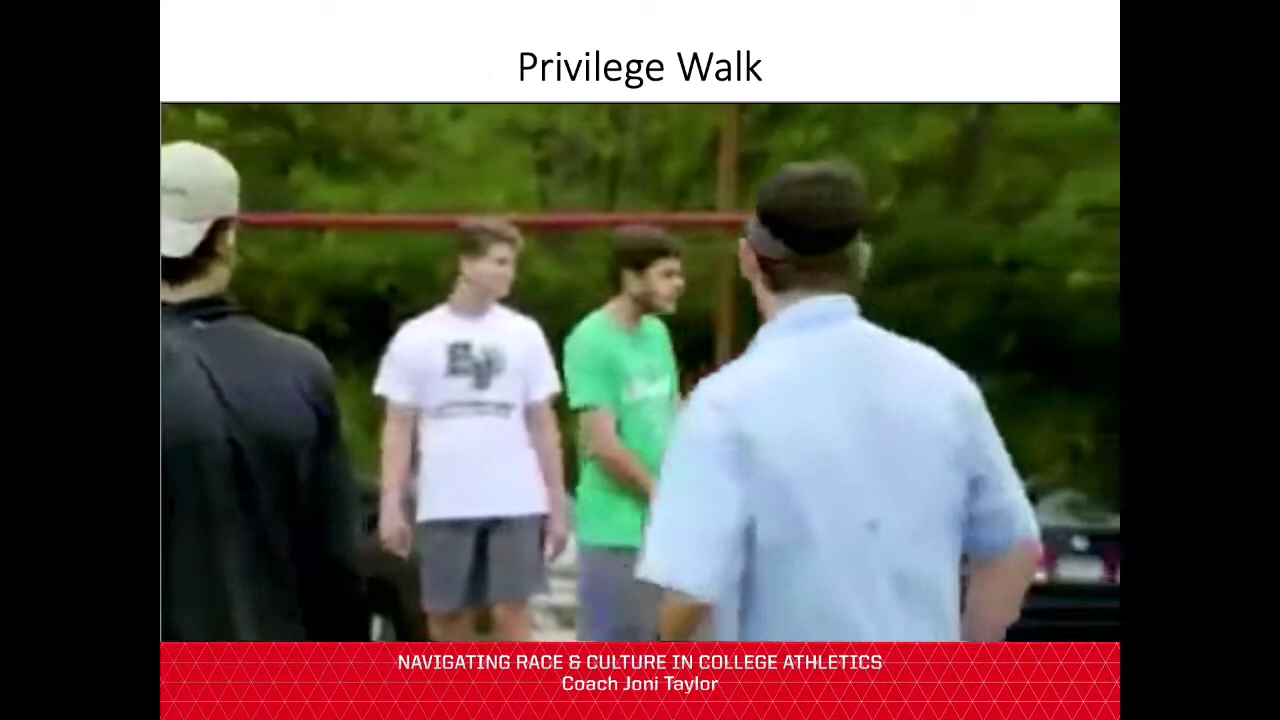 Privilege Walk
NAVIGATING RACE & CULTURE IN COLLEGE ATHLETICS
Coach Joni Taylor